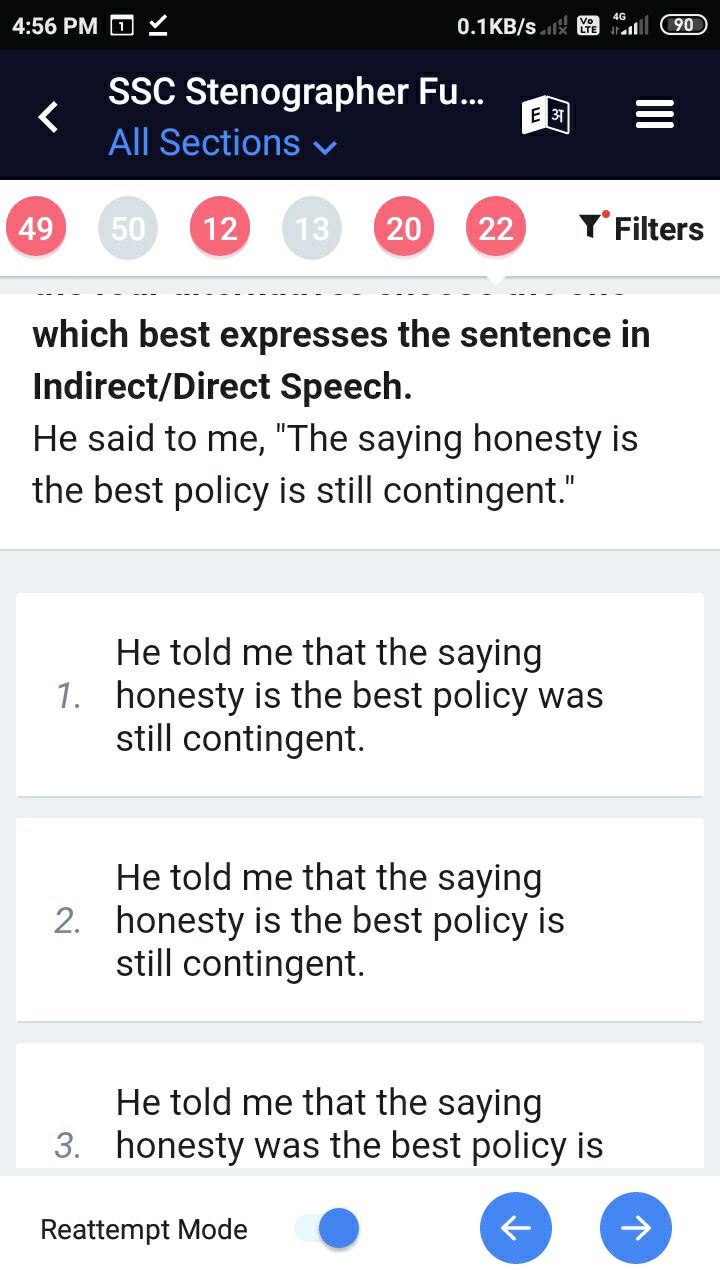 4:56 PM 1
0.1KB/s Vo LTE 4G 90
SSC Stenographer Fu...
E अ
All Sections
49 50 12 13 20 22 Filters
which best expresses the sentence in
Indirect/Direct Speech.
He said to me, "The saying honesty is
the best policy is still contingent."
He told me that the saying
1. honesty is the best policy was
still contingent.
He told me that the saying
2. honesty is the best policy is
still contingent.
He told me that the saying
3. honesty was the best policy is
Reattempt Mode